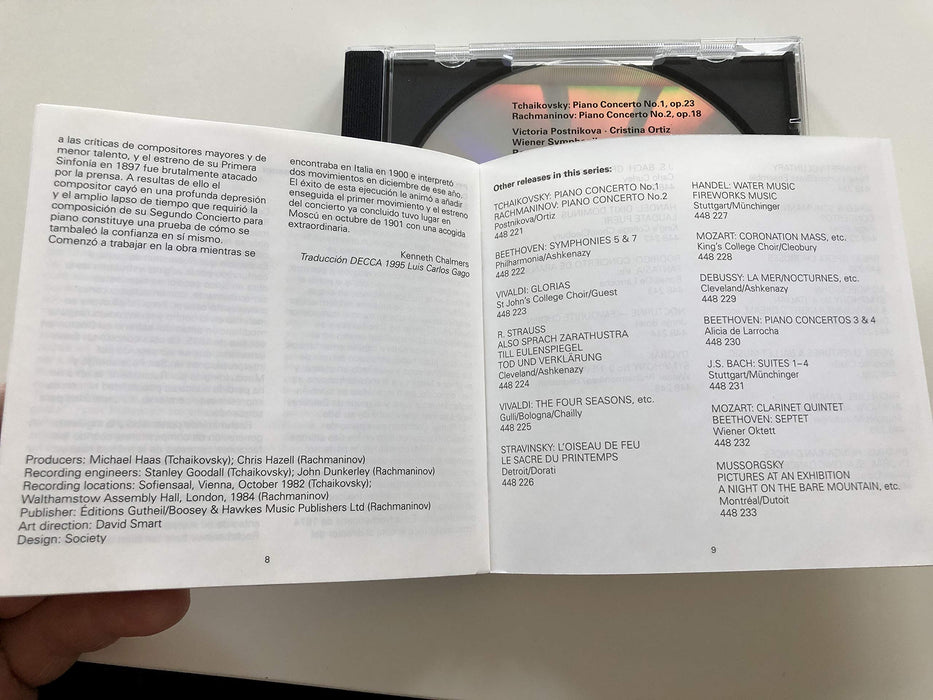 Tchaikovsky: Piano Concerto No.1, op.23
Rachmaninov: Piano Concerto No.2, op.18
Victoria Postnikova · Cristina Ortiz
Wiener
a las críticas de compositores mayores y de
menor talento, y el estreno de su Primera
Sinfonía en 1897 fue brutalmente atacado
por la prensa. A resultas de ello el
compositor cayó en una profunda depresión
y el amplio lapso de tiempo que requirió la
composición de su Segundo Concierto para
piano constituye una prueba de cómo se
tambaleó la confianza en sí mismo.
Comenzó a trabajar en la obra mientras se
encontraba en Italia en 1900 e interpretó
dos movimientos en diciembre de ese año.
El éxito de esta ejecución le animó a añadir
enseguida el primer movimiento y el estreno
del concierto ya concluido tuvo lugar en
Moscú en octubre de 1901 con una acogida
extraordinaria.
Kenneth Chalmers
Traducción DECCA 1995 Luis Carlos Gago
Producers: Michael Haas (Tchaikovsky); Chris Hazell (Rachmaninov)
Recording engineers: Stanley Goodall (Tchaikovsky); John Dunkerley (Rachmaninov)
Recording locations: Sofiensaal, Vienna, October 1982 (Tchaikovsky);
Walthamstow Assembly Hall, London, 1984 (Rachmaninov)
Publisher: Éditions Gutheil/Boosey & Hawkes Music Publishers Ltd (Rachmaninov)
Art direction: David Smart
Design: Society
8
Other releases in this series:
TCHAIKOVSKY: PIANO CONCERTO No.1
RACHMANINOV: PIANO CONCERTO No.2
Postnikova/Ortiz
448 221
BEETHOVEN: SYMPHONIES 5 & 7
Philharmonia/Ashkenazy
448 222
VIVALDI: GLORIAS
St John's College Choir/Guest
448 223
R. STRAUSS
ALSO SPRACH ZARATHUSTRA
TILL EULENSPIEGEL
TOD UND VERKLÄRUNG
Cleveland/Ashkenazy
448 224
VIVALDI: THE FOUR SEASONS, etc.
Gulli/Bologna/Chailly
448 225
STRAVINSKY: L'OISEAU DE FEU
LE SACRE DU PRINTEMPS
Detroit/Dorati
448 226
HANDEL: WATER MUSIC
FIREWORKS MUSIC
Stuttgart/Münchinger
448 227
MOZART: CORONATION MASS, etc.
King's College Choir/Cleobury
448 228
DEBUSSY: LA MER/NOCTURNES, etc.
Cleveland/Ashkenazy
448 229
BEETHOVEN: PIANO CONCERTOS 3 & 4
Alicia de Larrocha
448 230
J.S. BACH: SUITES 1–4
Stuttgart/Münchinger
448 231
MOZART: CLARINET QUINTET
BEETHOVEN: SEPTET
Wiener Oktett
448 232
MUSSORGSKY
PICTURES AT AN EXHIBITION
A NIGHT ON THE BARE MOUNTAIN, etc.
Montréal/Dutoit
448 233
9